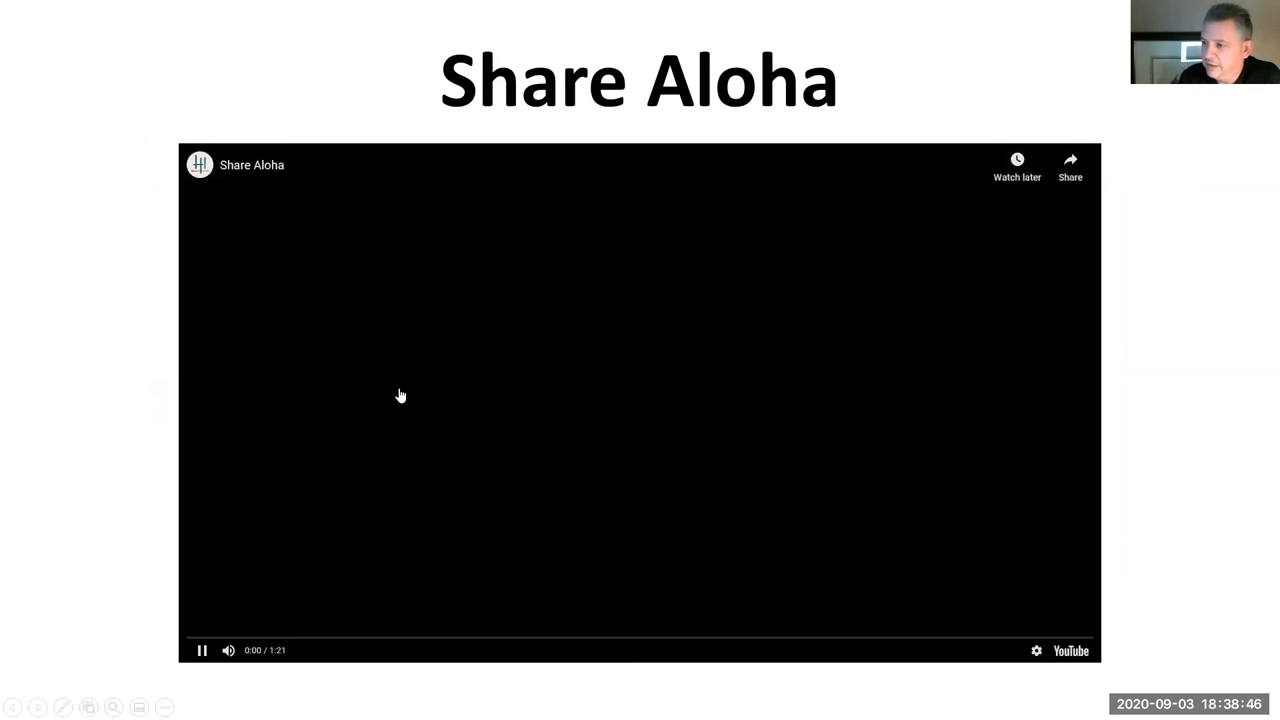 Share Aloha
Share Aloha
Watch later
Share
0:00 / 1:21
YouTube
2020-09-03 18:38:46